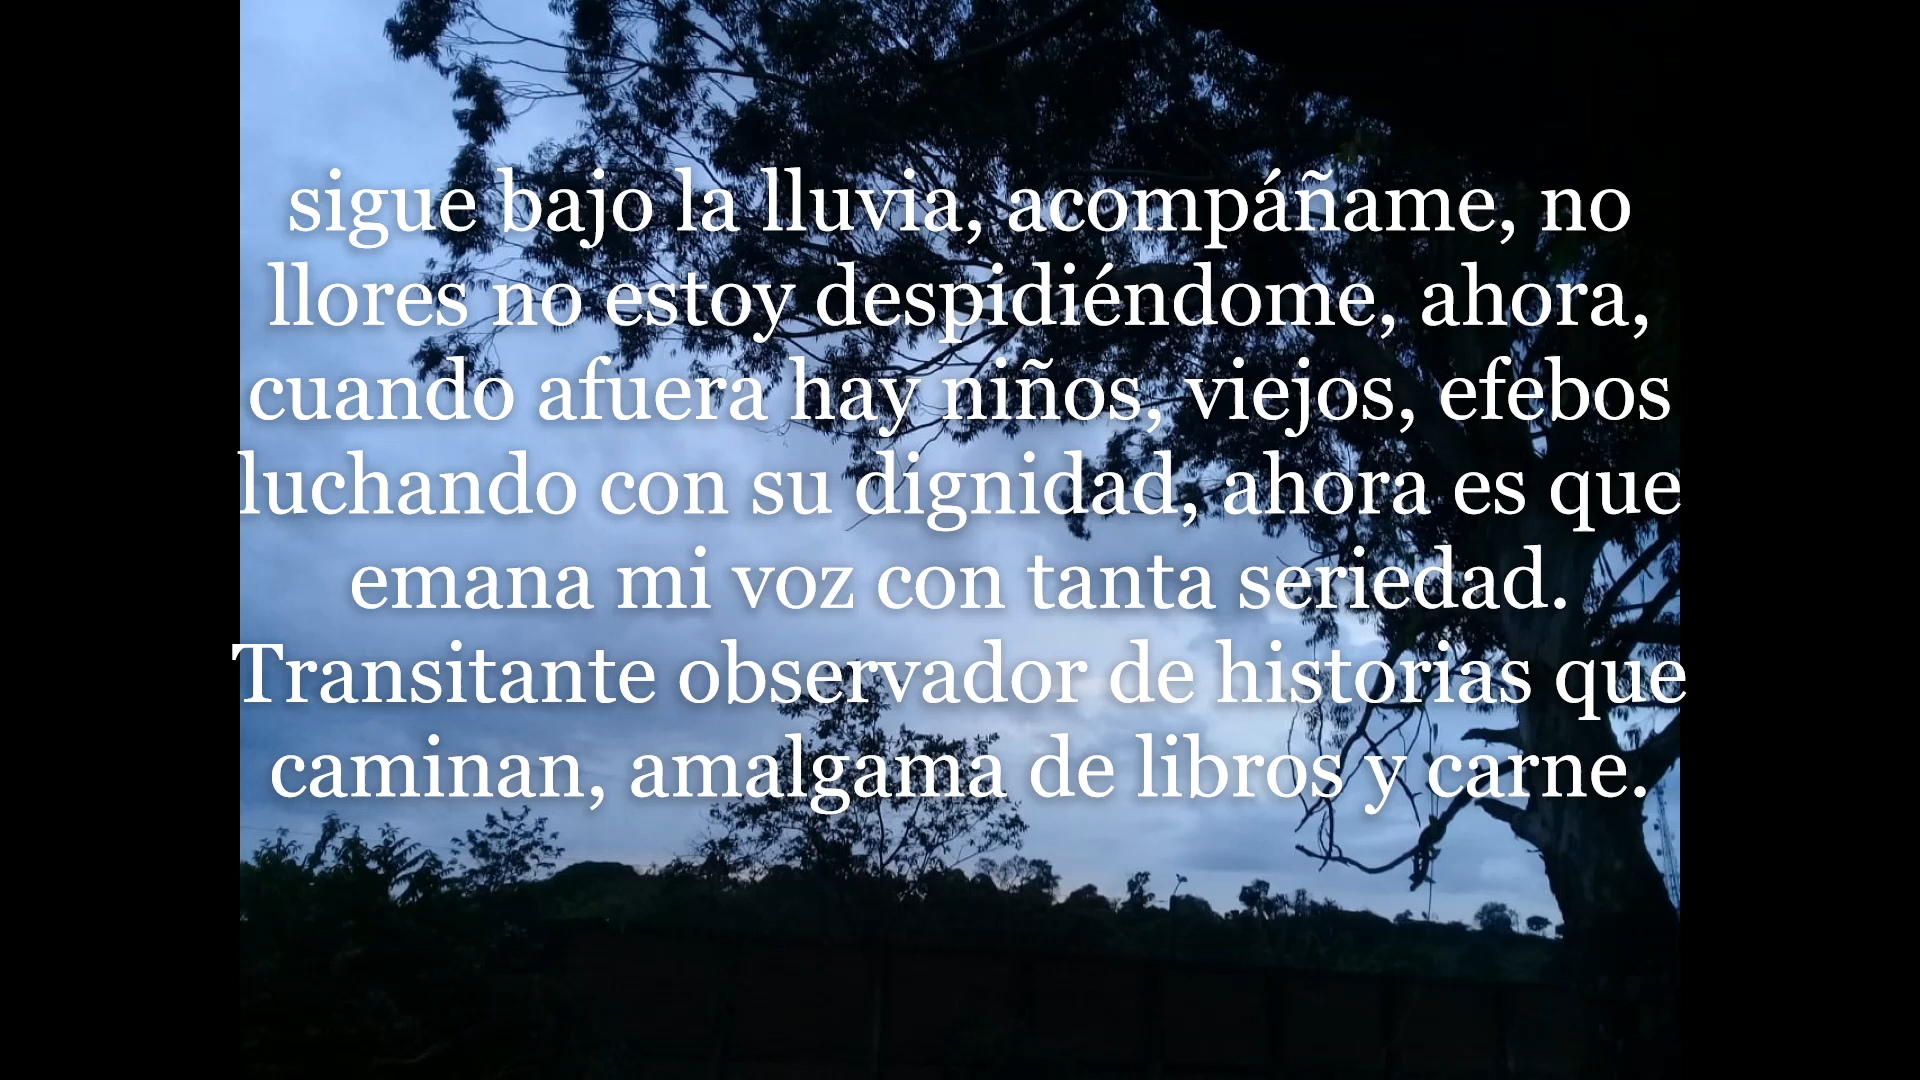 sigue bajo la lluvia, acompáñame, no
llores no estoy despidiéndome, ahora,
cuando afuera hay niños, viejos, efebos
luchando con su dignidad, ahora es que
emana mi voz con tanta seriedad.
Transitante observador de historias que
caminan, amalgama de libros y carne.